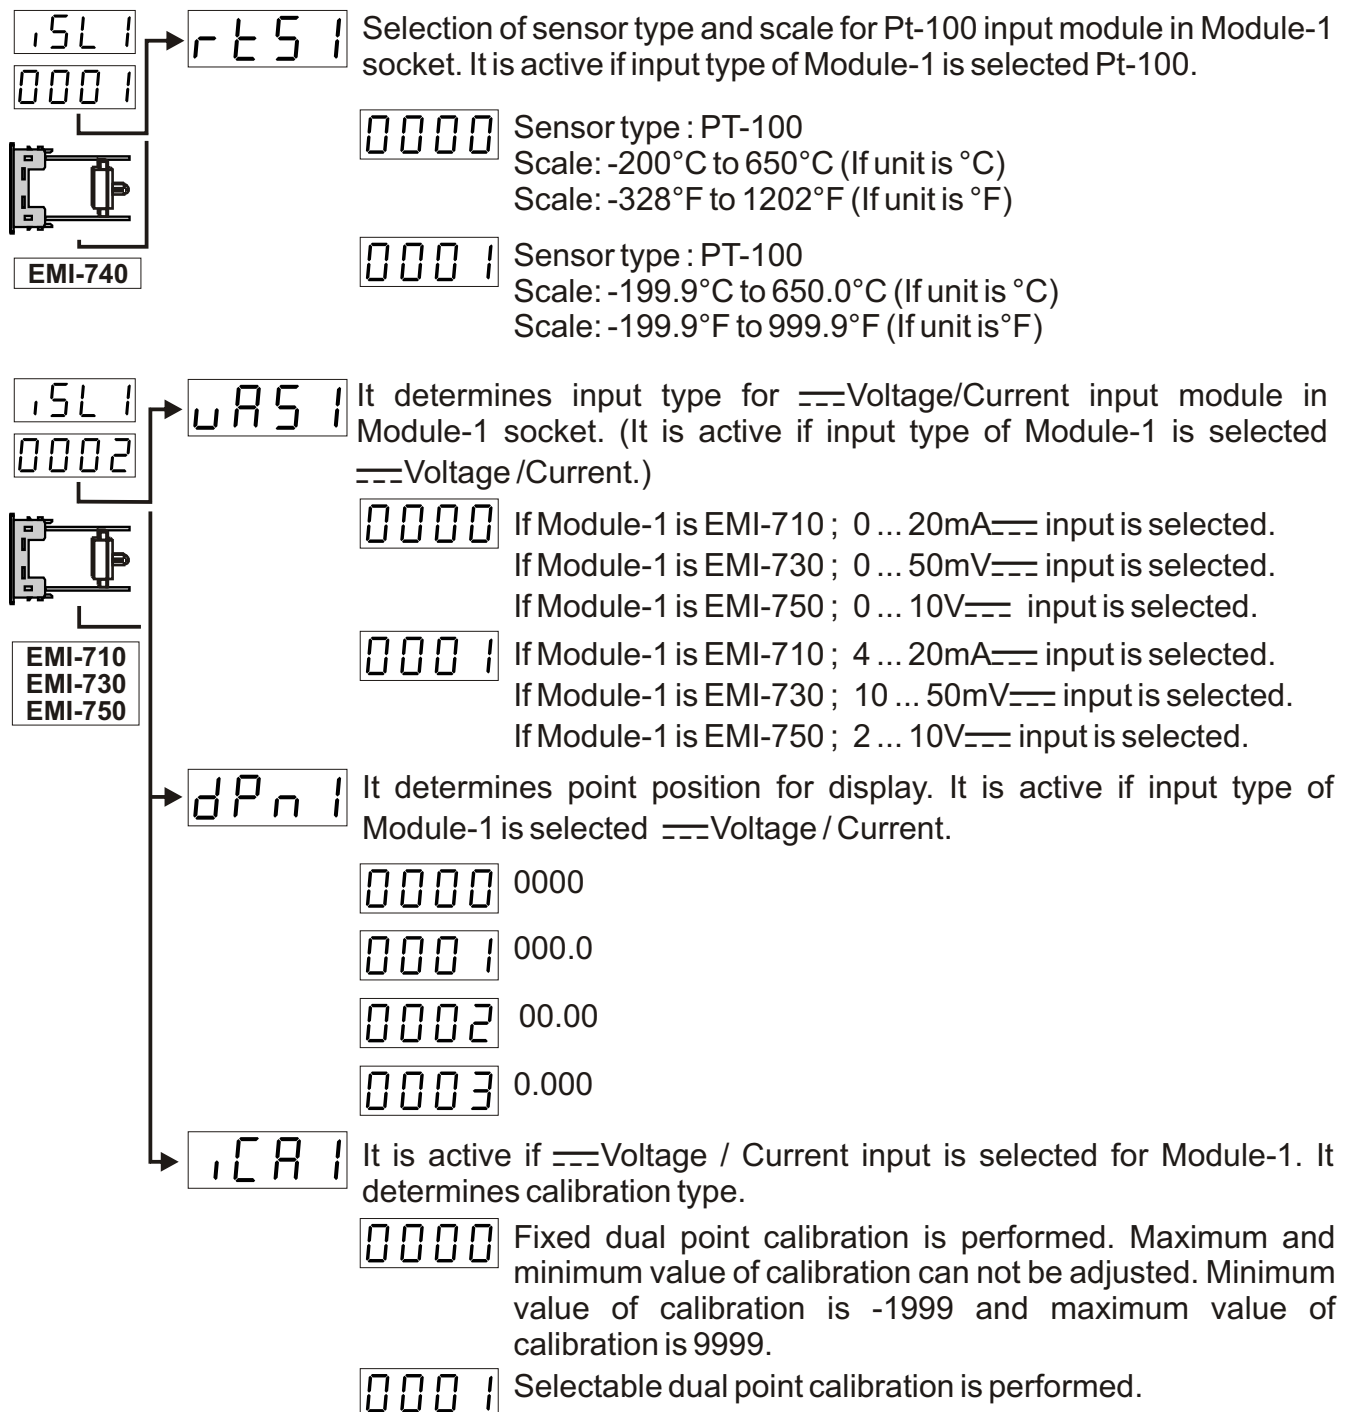 iSL1
rtS1
Selection of sensor type and scale for Pt-100 input module in Module-1
socket. It is active if input type of Module-1 is selected Pt-100.
0001
0000
Sensor type : PT-100
Scale: -200°C to 650°C (If unit is °C)
Scale: -328°F to 1202°F (If unit is °F)
EMI-740
0001
Sensor type : PT-100
Scale: -199.9°C to 650.0°C (If unit is °C)
Scale: -199.9°F to 999.9°F (If unit is°F)
iSL1
uAS1
It determines input type for ⎓Voltage/Current input module in
Module-1 socket. (It is active if input type of Module-1 is selected
⎓Voltage /Current.)
0002
0000
If Module-1 is EMI-710 ; 0 ... 20mA⎓ input is selected.
If Module-1 is EMI-730 ; 0 ... 50mV⎓ input is selected.
If Module-1 is EMI-750 ; 0 ... 10V⎓ input is selected.
EMI-710
EMI-730
EMI-750
0001
If Module-1 is EMI-710 ; 4 ... 20mA⎓ input is selected.
If Module-1 is EMI-730 ; 10 ... 50mV⎓ input is selected.
If Module-1 is EMI-750 ; 2 ... 10V⎓ input is selected.
dPn1
It determines point position for display. It is active if input type of
Module-1 is selected ⎓Voltage / Current.
0000 0000
0001 000.0
0002 00.00
0003 0.000
iCA1
It is active if ⎓Voltage / Current input is selected for Module-1. It
determines calibration type.
0000
Fixed dual point calibration is performed. Maximum and
minimum value of calibration can not be adjusted. Minimum
value of calibration is -1999 and maximum value of
calibration is 9999.
0001 Selectable dual point calibration is performed.